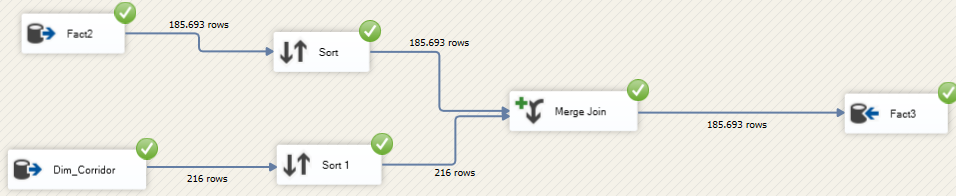 Fact2
185.693 rows
Sort
185.693 rows
Merge Join
185.693 rows
Fact3
Dim_Corridor
216 rows
Sort 1
216 rows